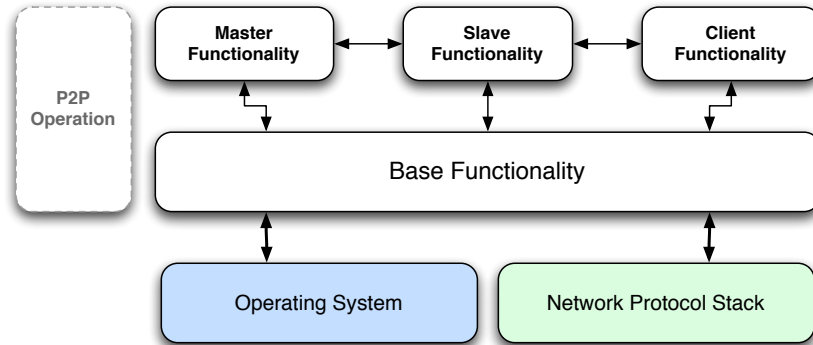 P2P
Operation
Master
Functionality
Slave
Functionality
Client
Functionality
Base Functionality
Operating System
Network Protocol Stack